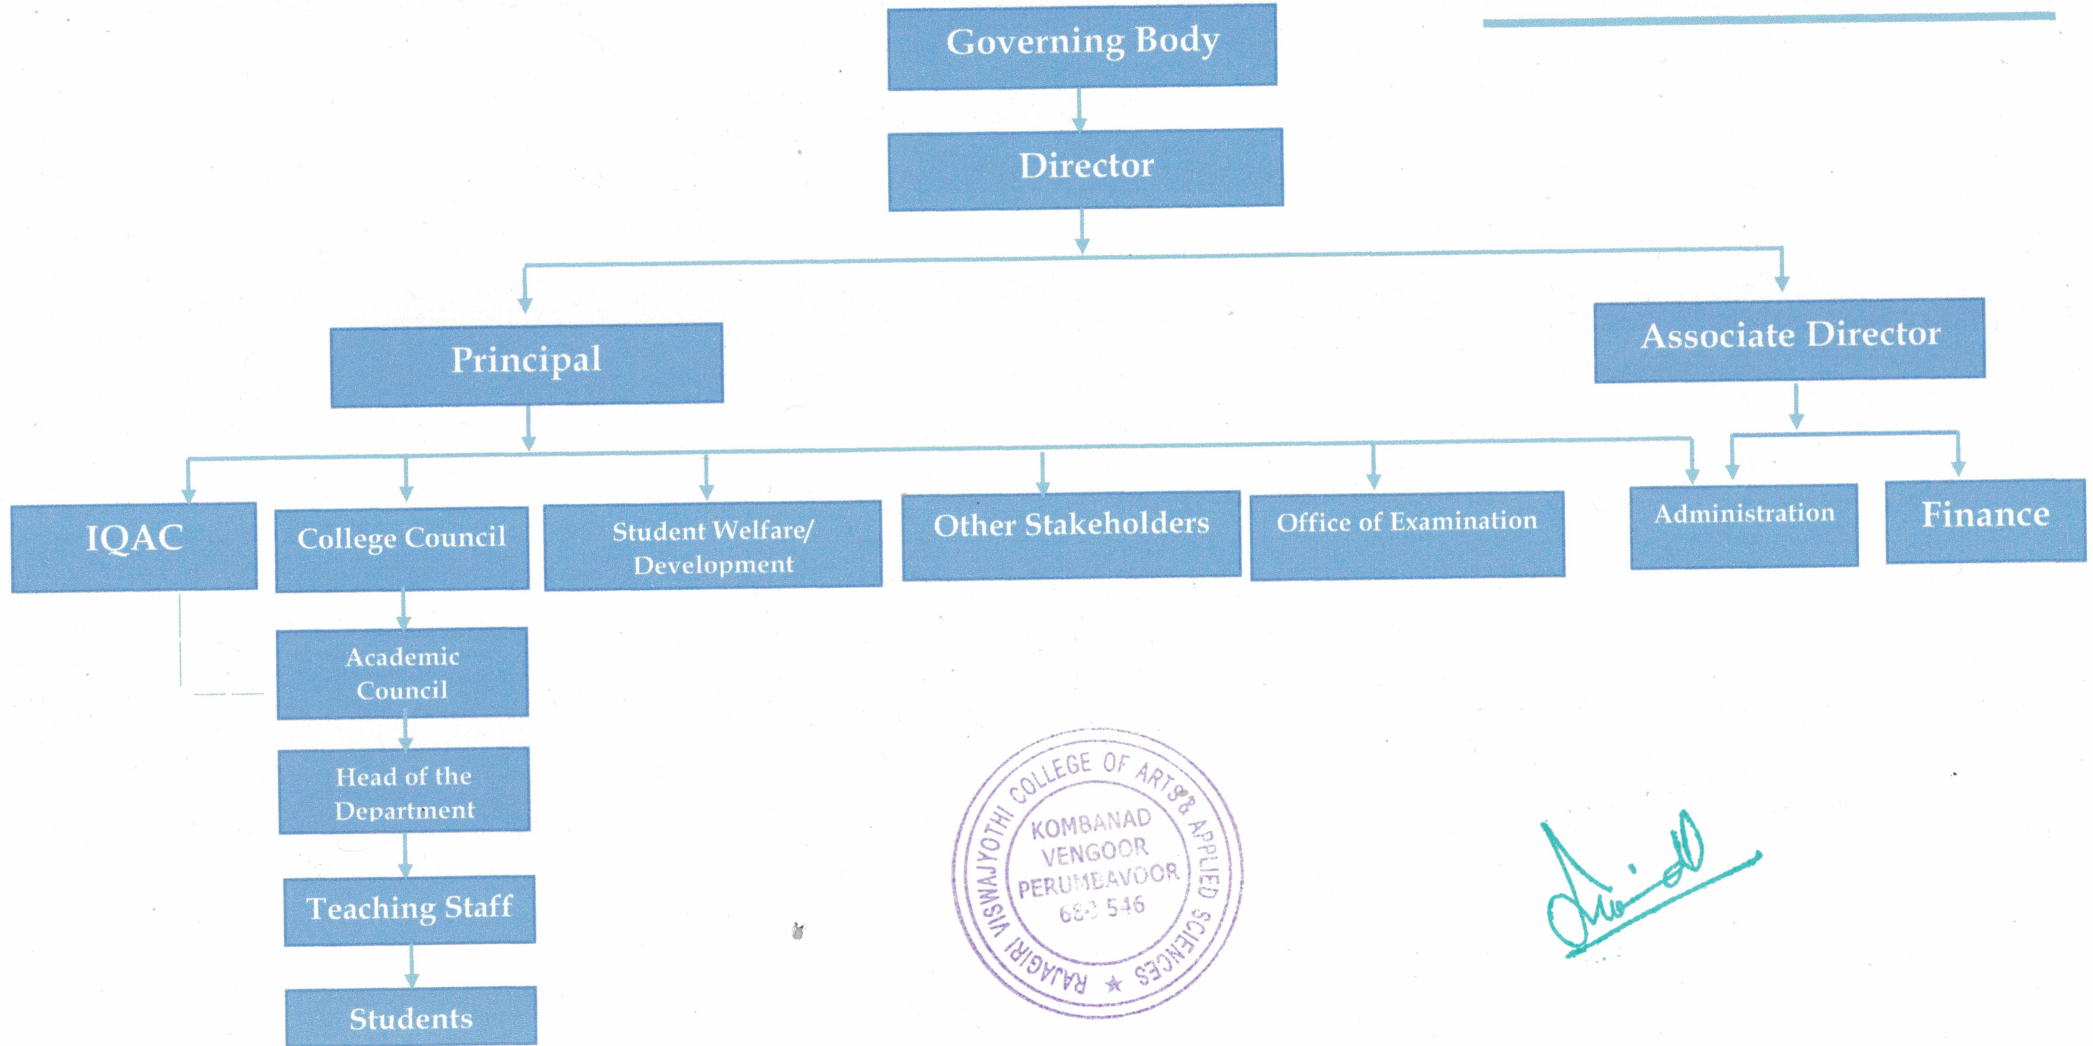 Governing Body
Director
Principal
Associate Director
IQAC
College Council
Student Welfare/
Development
Other Stakeholders
Office of Examination
Administration
Finance
Academic
Council
Head of the
Department
Teaching Staff
Students
RAJAGIRI VISWAJYOTHI COLLEGE OF ARTS & APPLIED SCIENCES
KOMBANAD
VENGOOR
PERUMBAVOOR
546